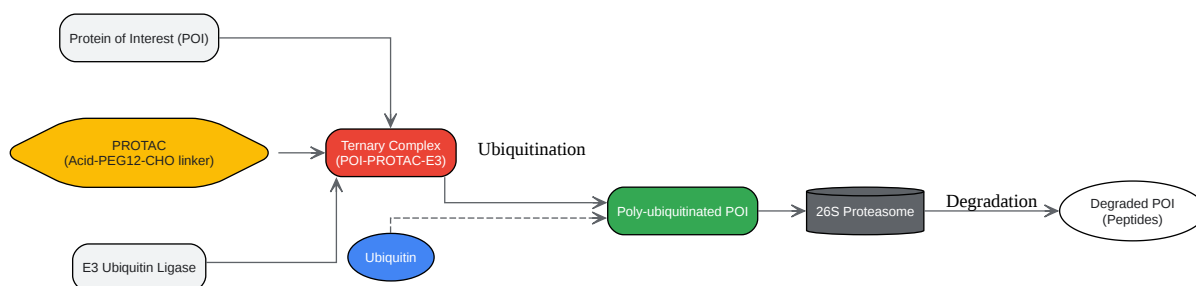 Protein of Interest (POI)
PROTAC
(Acid-PEG12-CHO linker)
Ternary Complex
(POI-PROTAC-E3)
Ubiquitination
E3 Ubiquitin Ligase
Ubiquitin
Poly-ubiquitinated POI
26S Proteasome
Degradation
Degraded POI
(Peptides)